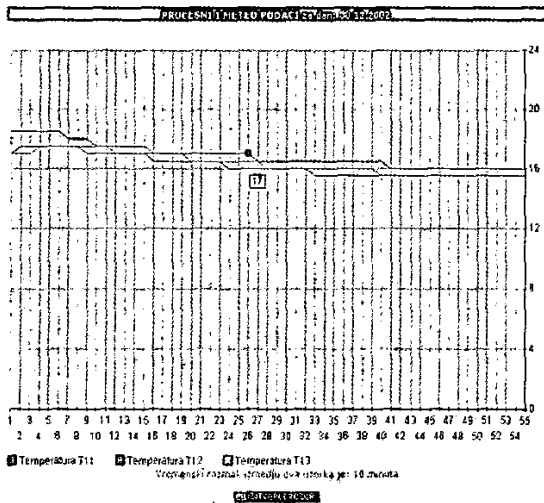 PROCESNI I METEO PODACI za dan
24
20
16
12
8
4
0
17
1 3 5 7 9 11 13 15 17 19 21 23 25 27 29 31 33 35 37 39 41 43 45 47 49 51 53 55
2 4 6 8 10 12 14 16 18 20 22 24 26 28 30 32 34 36 38 40 42 44 46 48 50 52 54
Temperatura T11 Temperatura T12 Temperatura T13
Vremenski razmak izmedju dva uzorka je: 10 minuta